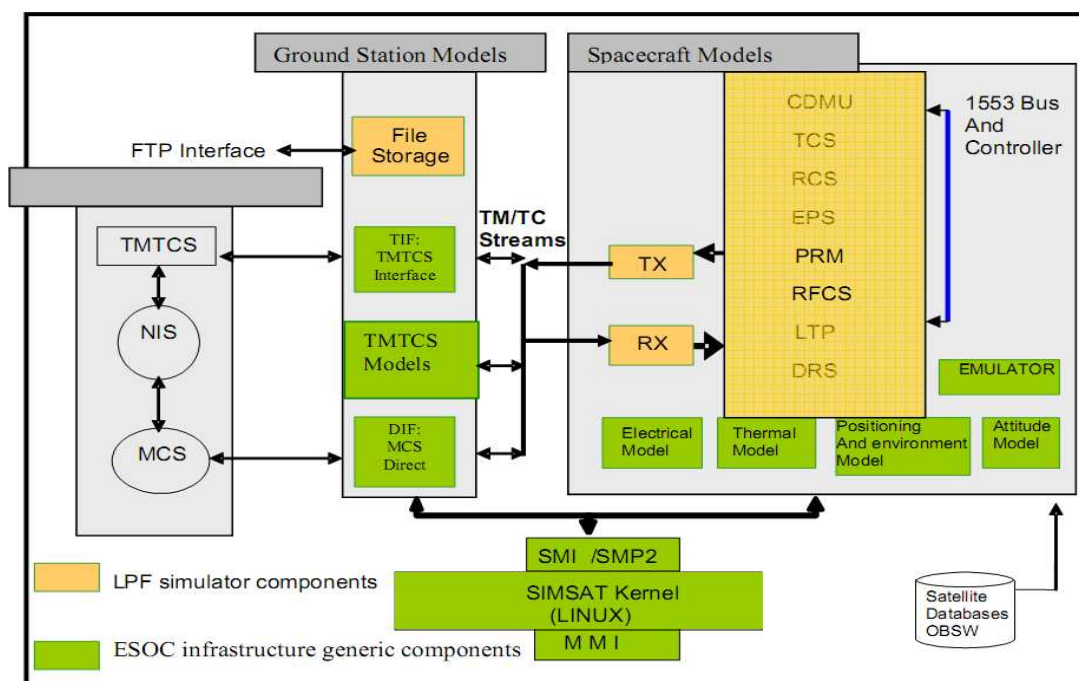 Ground Station Models
Spacecraft Models
FTP Interface
File
Storage
TMTCS
NIS
MCS
TIF:
TMTCS
Interface
TMTCS
Models
DIF:
MCS
Direct
TM/TC
Streams
TX
RX
CDMU
TCS
RCS
EPS
PRM
RFCS
LTP
DRS
1553 Bus
And
Controller
EMULATOR
Electrical
Model
Thermal
Model
Positioning
And environment
Model
Attitude
Model
SMI /SMP2
SIMSAT Kernel
(LINUX)
M M I
Satellite
Databases
OBSW
LPF simulator components
ESOC infrastructure generic components